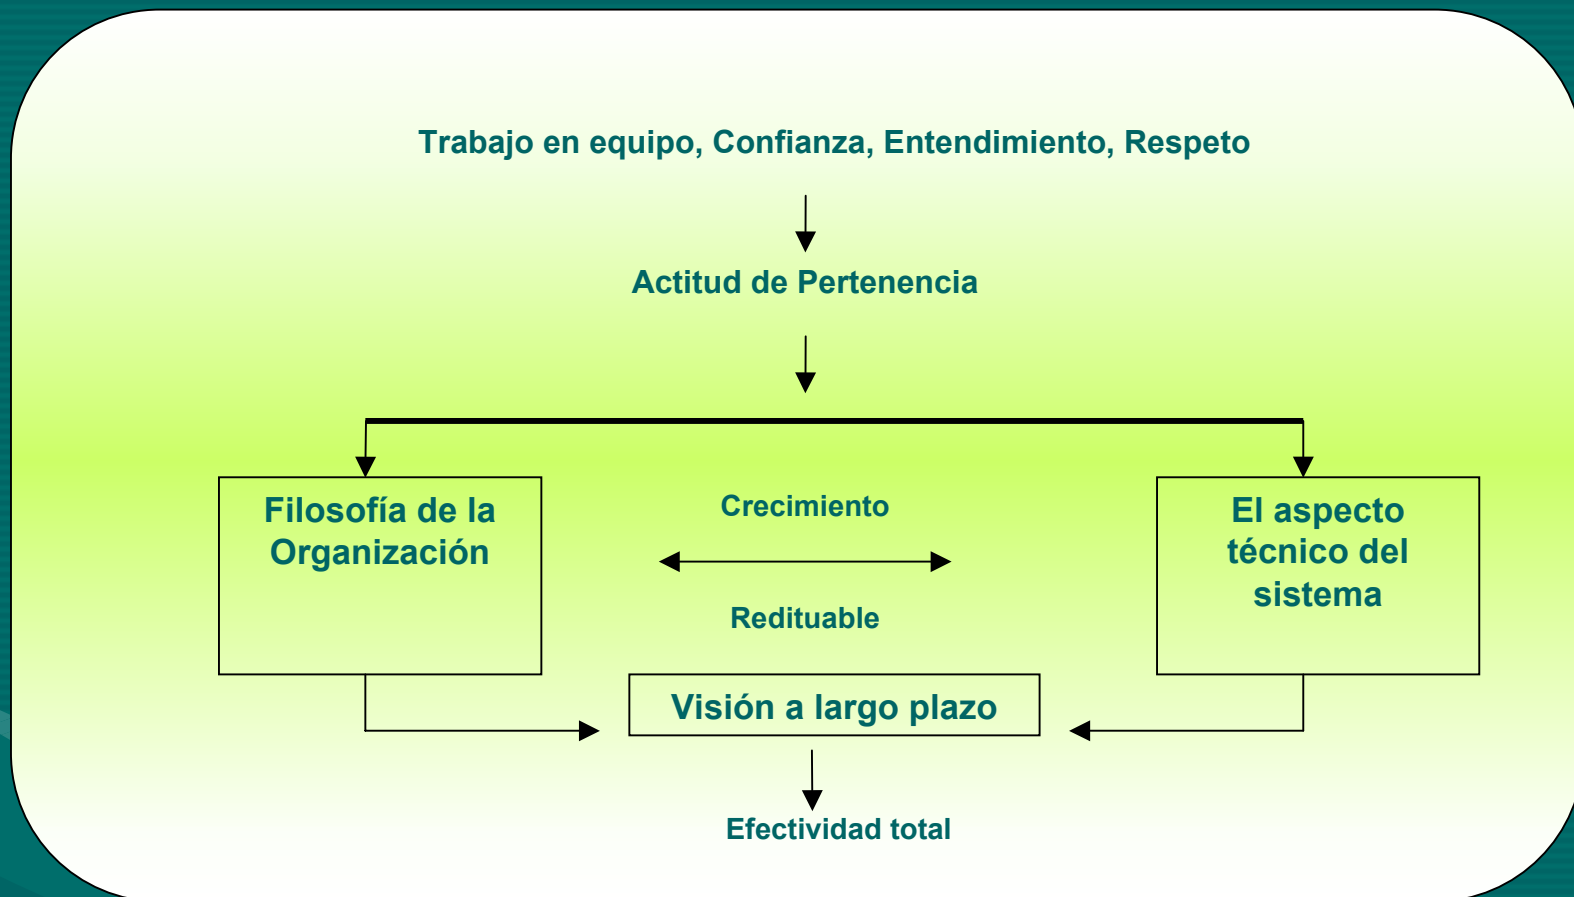 Trabajo en equipo, Confianza, Entendimiento, Respeto
Actitud de Pertenencia
Filosofía de la
Organización
Crecimiento
Redituable
El aspecto
técnico del
sistema
Visión a largo plazo
Efectividad total